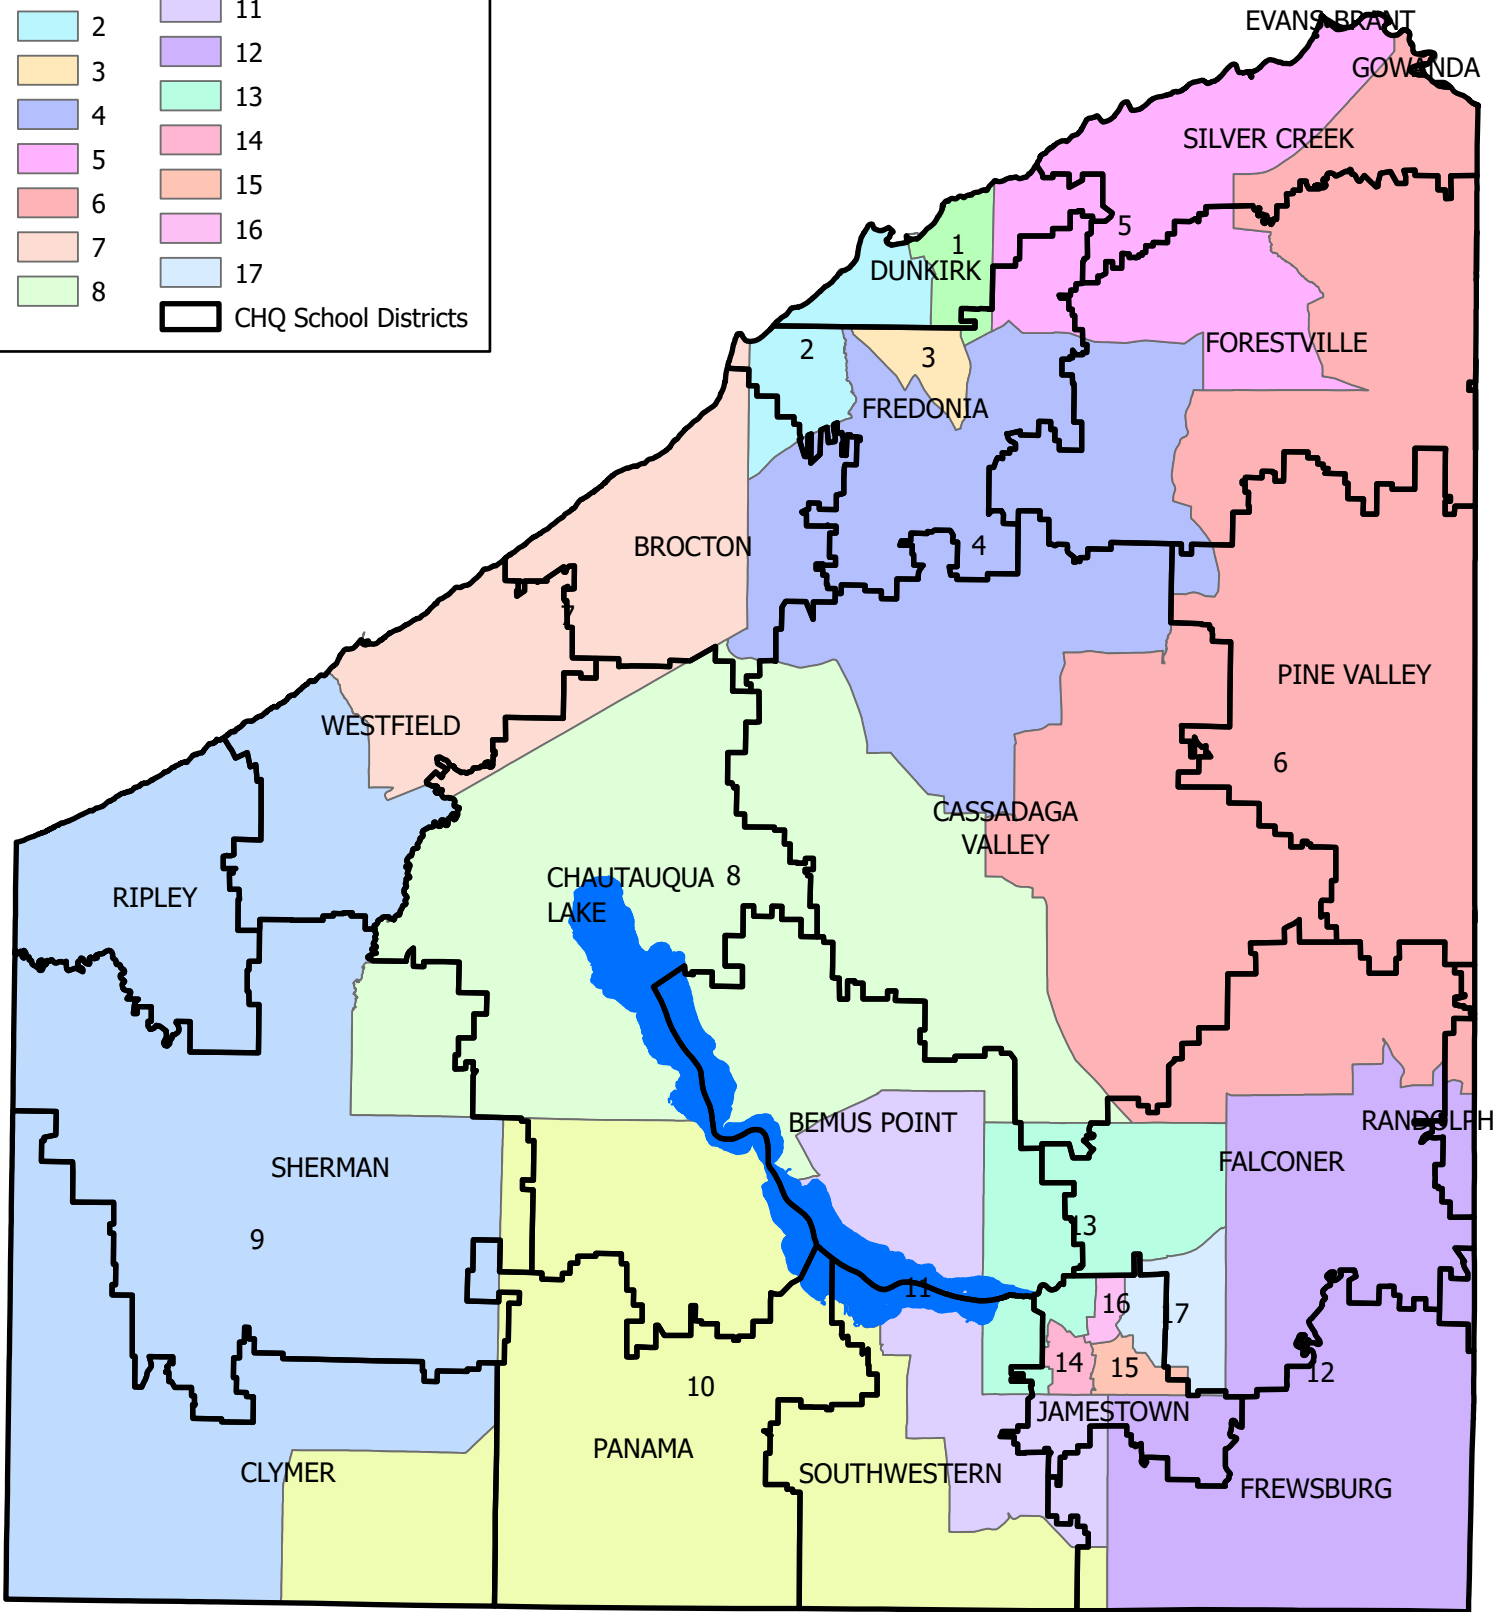 11
2
12
3
13
4
14
5
15
6
16
7
17
8
CHQ School Districts
EVANS-BRANT
GOWANDA
SILVER CREEK
5
1
DUNKIRK
2
3
FORESTVILLE
FREDONIA
BROCTON
4
7
PINE VALLEY
WESTFIELD
6
CASSADAGA
VALLEY
CHAUTAUQUA
LAKE
8
RIPLEY
BEMUS POINT
RANDOLPH
SHERMAN
FALCONER
9
13
11
16
17
14
15
12
10
JAMESTOWN
PANAMA
CLYMER
SOUTHWESTERN
FREWSBURG